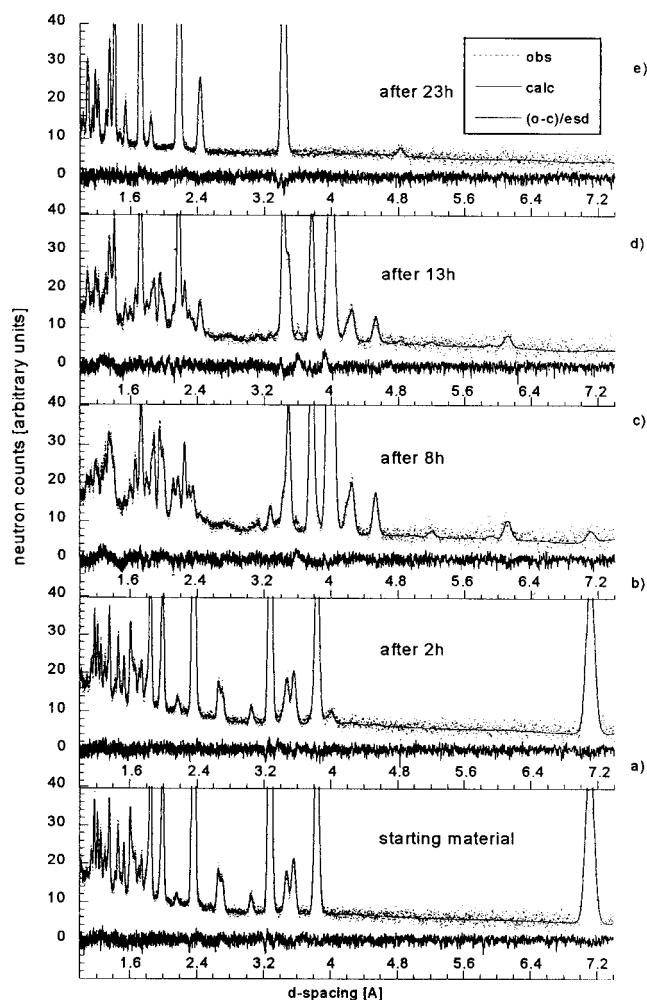 40
30
20
10
0
after 23h
obs
calc
(o-c)/esd
e)
1.6 2.4 3.2 4 4.8 5.6 6.4 7.2
40
30
20
10
0
after 13h
d)
1.6 2.4 3.2 4 4.8 5.6 6.4 7.2
40
30
20
10
0
after 8h
c)
1.6 2.4 3.2 4 4.8 5.6 6.4 7.2
40
30
20
10
0
after 2h
b)
1.6 2.4 3.2 4 4.8 5.6 6.4 7.2
40
30
20
10
0
starting material
a)
1.6 2.4 3.2 4 4.8 5.6 6.4 7.2
neutron counts [arbitrary units]
d-spacing [A]